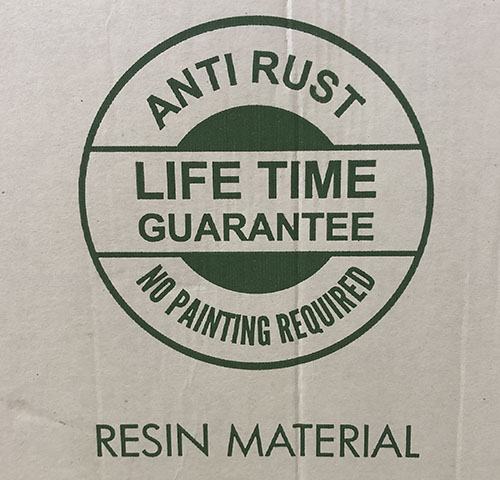 ANTI RUST
LIFE TIME
GUARANTEE
NO PAINTING REQUIRED
RESIN MATERIAL